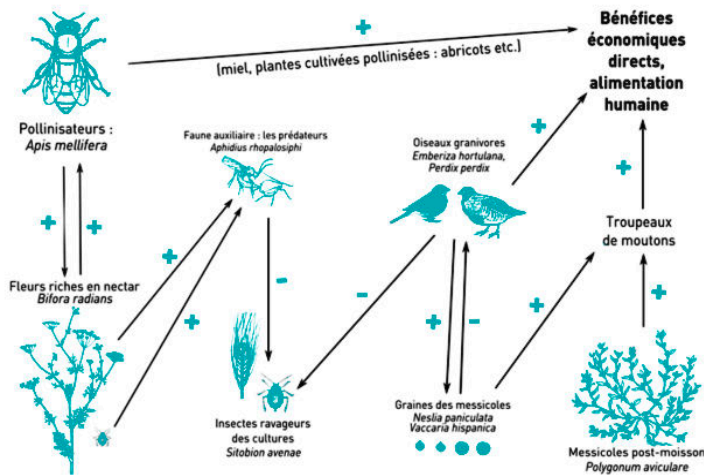 +
(miel, plantes cultivées pollinisées : abricots etc.)
Bénéfices
économiques
directs,
alimentation
humaine
Pollinisateurs :
Apis mellifera
Faune auxiliaire : les prédateurs
Aphidius rhopalosiphi
Oiseaux granivores
Emberiza hortulana,
Perdix perdix
+
+
Troupeaux
de moutons
+ +
+
Fleurs riches en nectar
Bifora radians
-
-
+
+
-
+
+
Insectes ravageurs
des cultures
Sitobion avenae
Graines des messicoles
Neslia paniculata
Vaccaria hispanica
Messicoles post-moisson
Polygonum aviculare